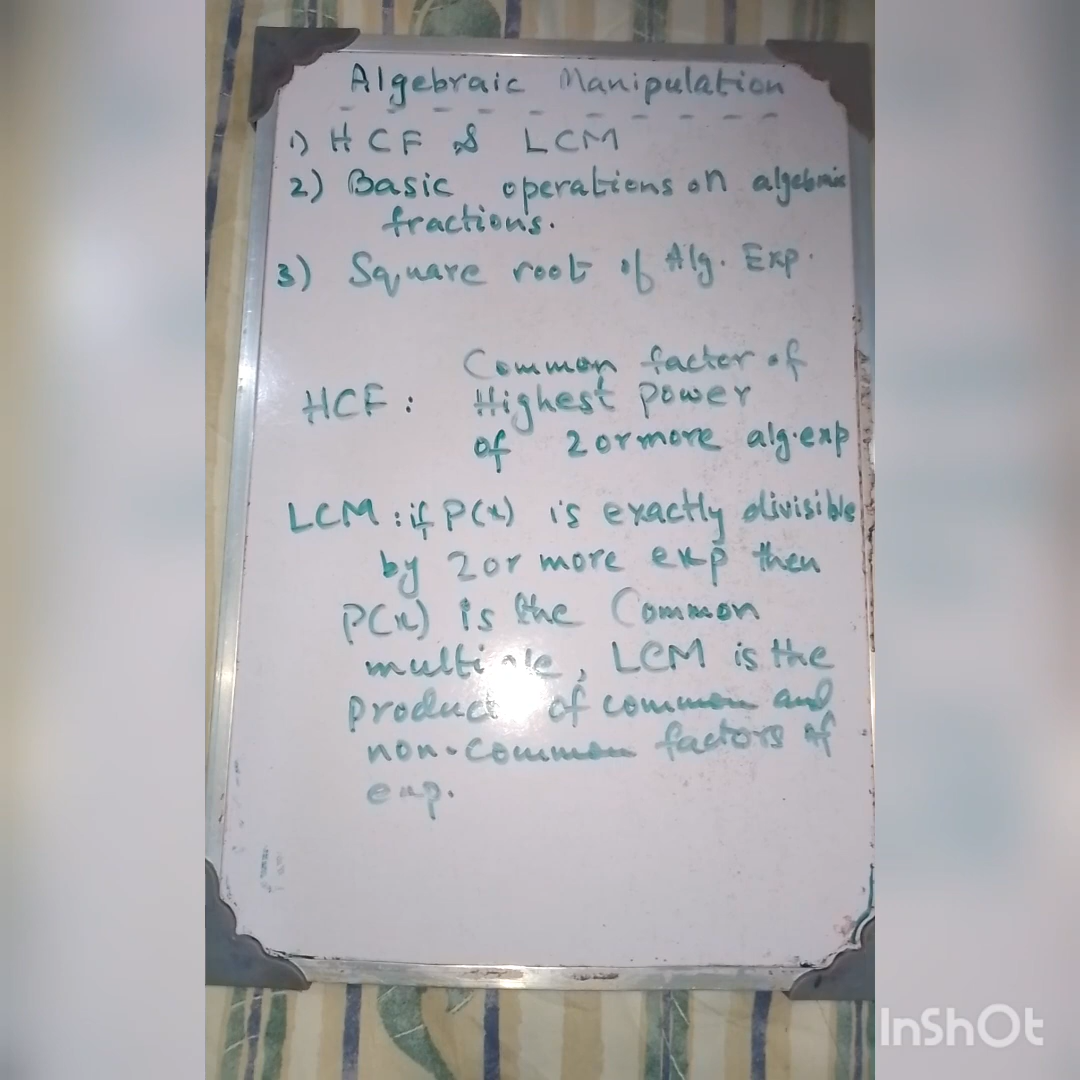 Algebraic Manipulation
1) HCF & LCM
2) Basic operations on algebraic
fractions.
3) Square root of Alg. Exp.
Common factor of
HCF: Highest power
of 2 or more alg.exp
LCM: if P(x) is exactly divisible
by 2 or more exp then
P(x) is the Common
multiple, LCM is the
product of common and
non-common factors of
exp.
InShOt